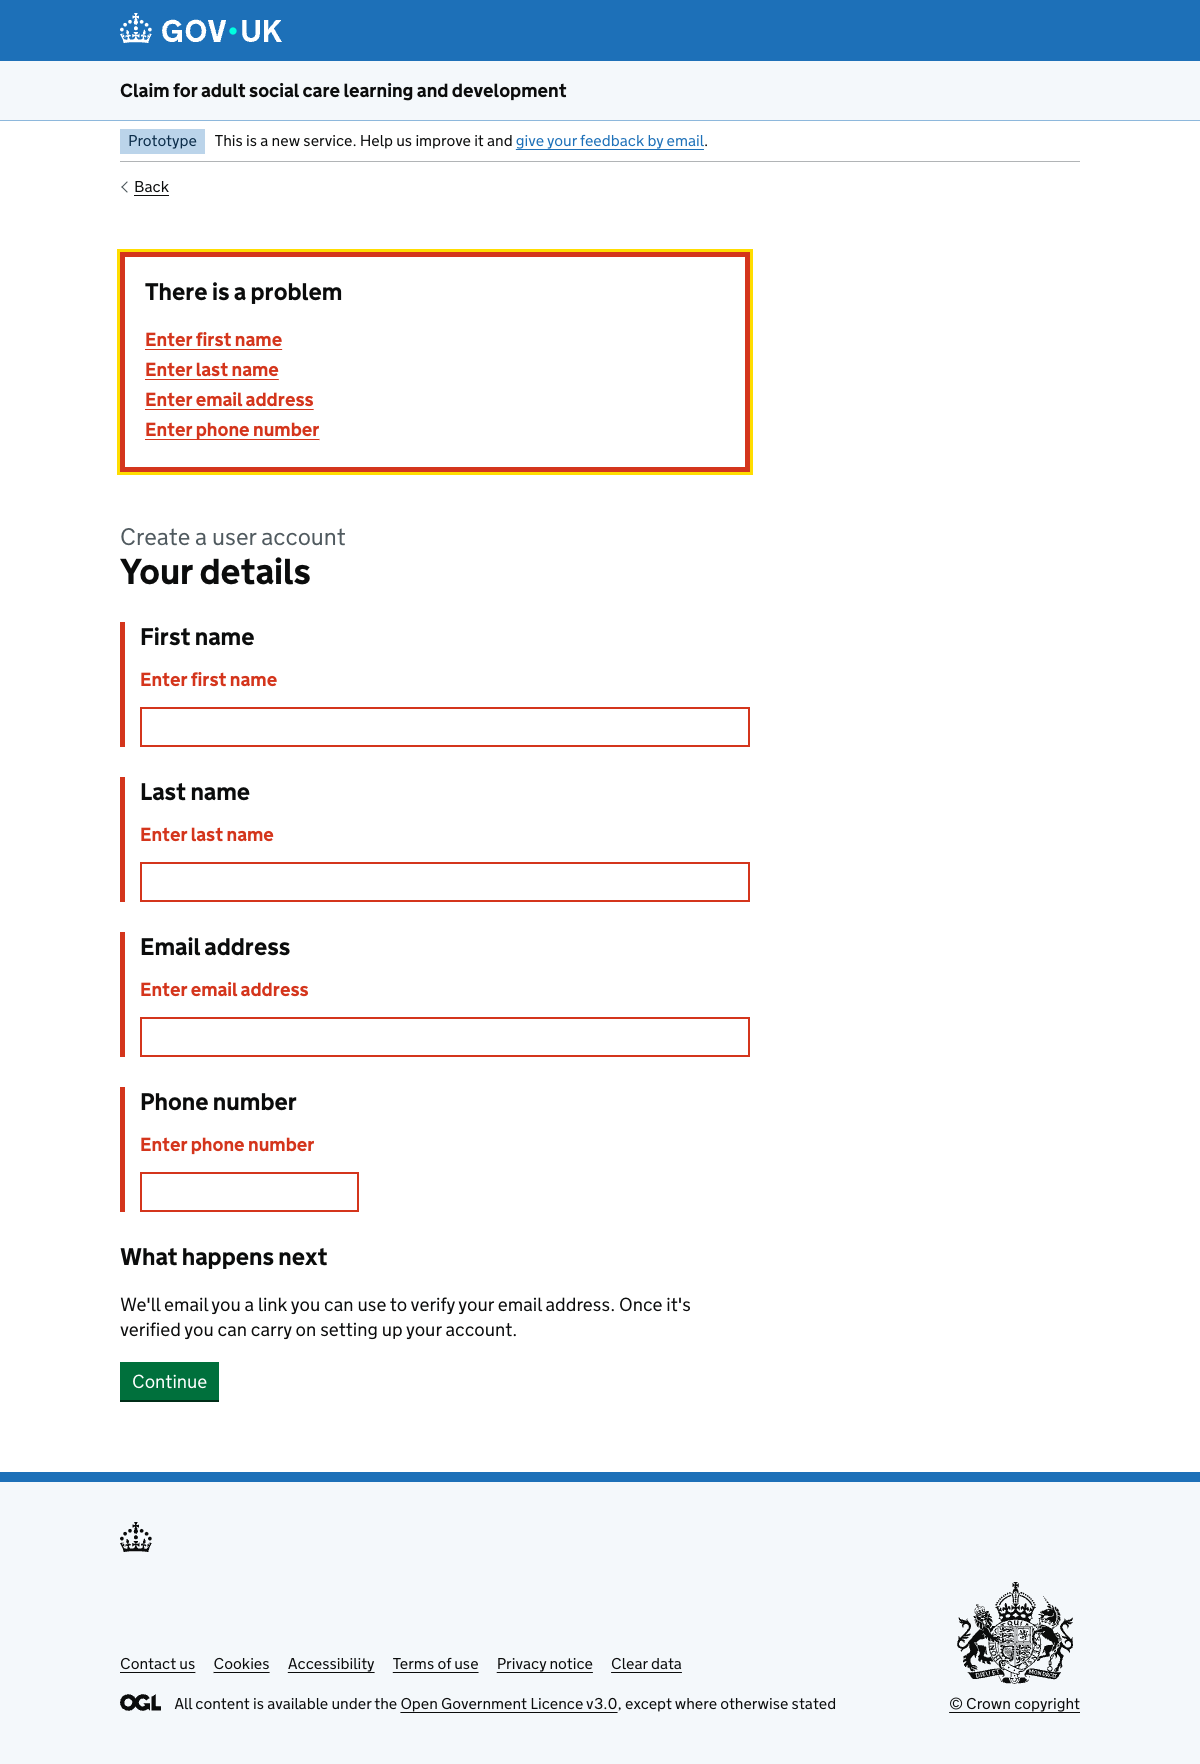 GOV·UK
Claim for adult social care learning and development
Prototype This is a new service. Help us improve it and give your feedback by email.
Back
There is a problem
Enter first name
Enter last name
Enter email address
Enter phone number
Create a user account
Your details
First name
Enter first name
Last name
Enter last name
Email address
Enter email address
Phone number
Enter phone number
What happens next
We'll email you a link you can use to verify your email address. Once it's
verified you can carry on setting up your account.
Continue
Contact us Cookies Accessibility Terms of use Privacy notice Clear data
OGL All content is available under the Open Government Licence v3.0, except where otherwise stated
© Crown copyright